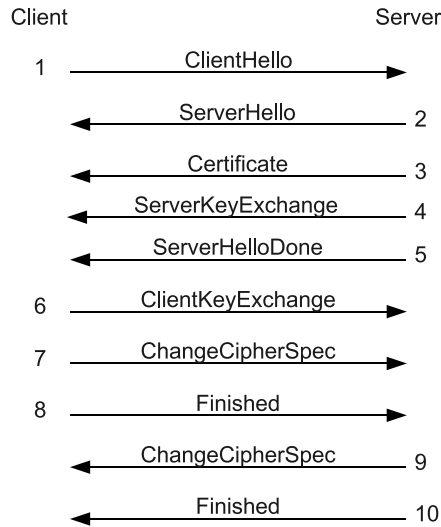 Client Server
1 ClientHello
ServerHello 2
Certificate 3
ServerKeyExchange 4
ServerHelloDone 5
6 ClientKeyExchange
7 ChangeCipherSpec
8 Finished
ChangeCipherSpec 9
Finished 10